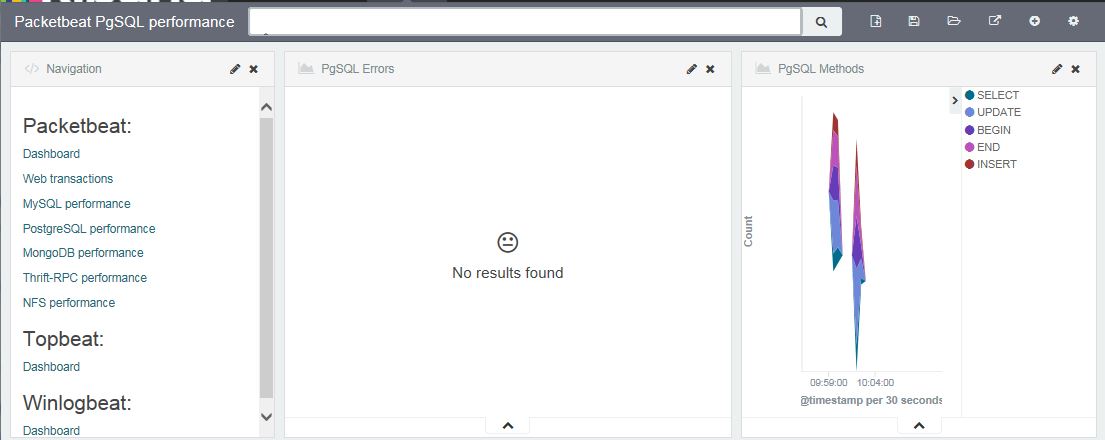 Packetbeat PgSQL performance
Navigation
Packetbeat:
Dashboard
Web transactions
MySQL performance
PostgreSQL performance
MongoDB performance
Thrift-RPC performance
NFS performance
Topbeat:
Dashboard
Winlogbeat:
Dashboard
PgSQL Errors
No results found
PgSQL Methods
SELECT
UPDATE
BEGIN
END
INSERT
Count
09:59:00 10:04:00
@timestamp per 30 seconds